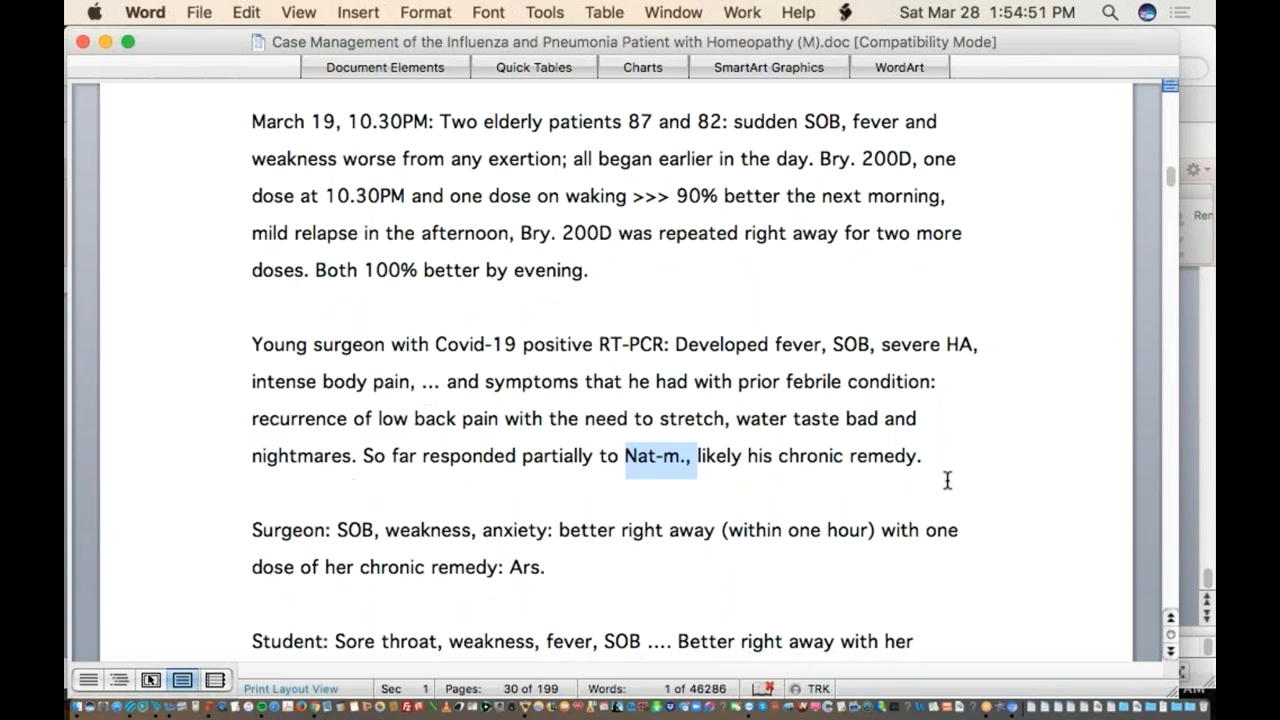 Word File Edit View Insert Format Font Tools Table Window Work Help Sat Mar 28 1:54:51 PM
Case Management of the Influenza and Pneumonia Patient with Homeopathy (M).doc [Compatibility Mode]
Document Elements Quick Tables Charts SmartArt Graphics WordArt
March 19, 10.30PM: Two elderly patients 87 and 82: sudden SOB, fever and
weakness worse from any exertion; all began earlier in the day. Bry. 200D, one
dose at 10.30PM and one dose on waking >>> 90% better the next morning,
mild relapse in the afternoon, Bry. 200D was repeated right away for two more
doses. Both 100% better by evening.
Young surgeon with Covid-19 positive RT-PCR: Developed fever, SOB, severe HA,
intense body pain, ... and symptoms that he had with prior febrile condition:
recurrence of low back pain with the need to stretch, water taste bad and
nightmares. So far responded partially to Nat-m., likely his chronic remedy.
Surgeon: SOB, weakness, anxiety: better right away (within one hour) with one
dose of her chronic remedy: Ars.
Student: Sore throat, weakness, fever, SOB .... Better right away with her
Print Layout View Sec 1 Pages: 30 of 199 Words: 1 of 46286 TRK